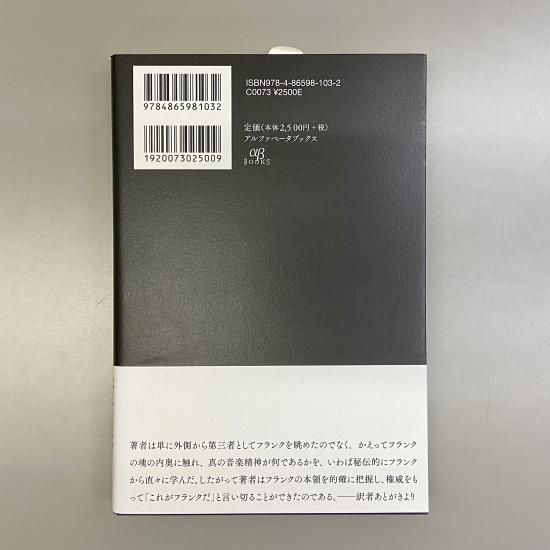 ISBN978-4-86598-103-2
C0073 ¥2500E
9784865981032
定価(本体2,500円+税)
アルファベータブックス
αβ
BOOKS
1920073025009
著者は単に外側から第三者としてフランクを眺めたのでなく、かえってフランク
の魂の内奥に触れ、真の音楽精神が何であるかを、いわば秘伝的にフランク
から直々に学んだ。したがって著者はフランクの本領を的確に把握し、権威をも
って「これがフランクだ」と言い切ることができたのである。――訳者あとがきより